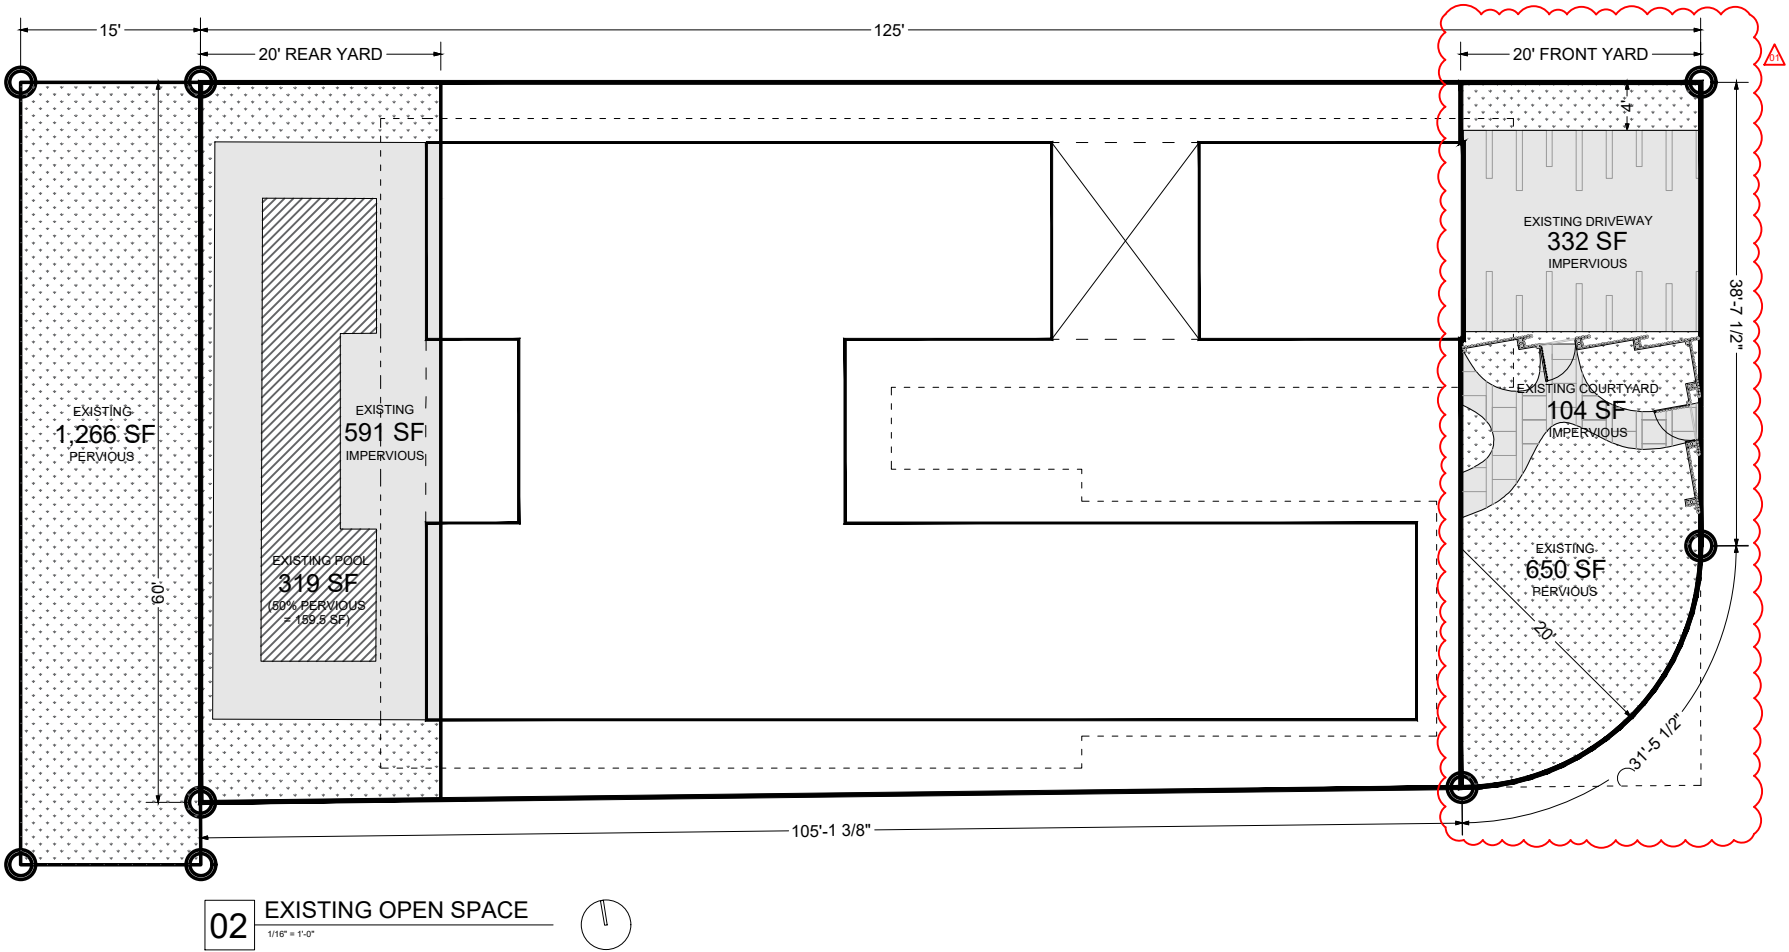 15'
125'
20' REAR YARD
20' FRONT YARD
01
4'
EXISTING DRIVEWAY
332 SF
IMPERVIOUS
38'-7 1/2"
EXISTING COURTYARD
104 SF
IMPERVIOUS
EXISTING
1,266 SF
PERVIOUS
EXISTING
591 SF
IMPERVIOUS
EXISTING POOL
319 SF
(50% PERVIOUS
= 159.5 SF)
60'
EXISTING
650 SF
PERVIOUS
20'
31'-5 1/2"
105'-1 3/8"
02
EXISTING OPEN SPACE
1/16" = 1'-0"